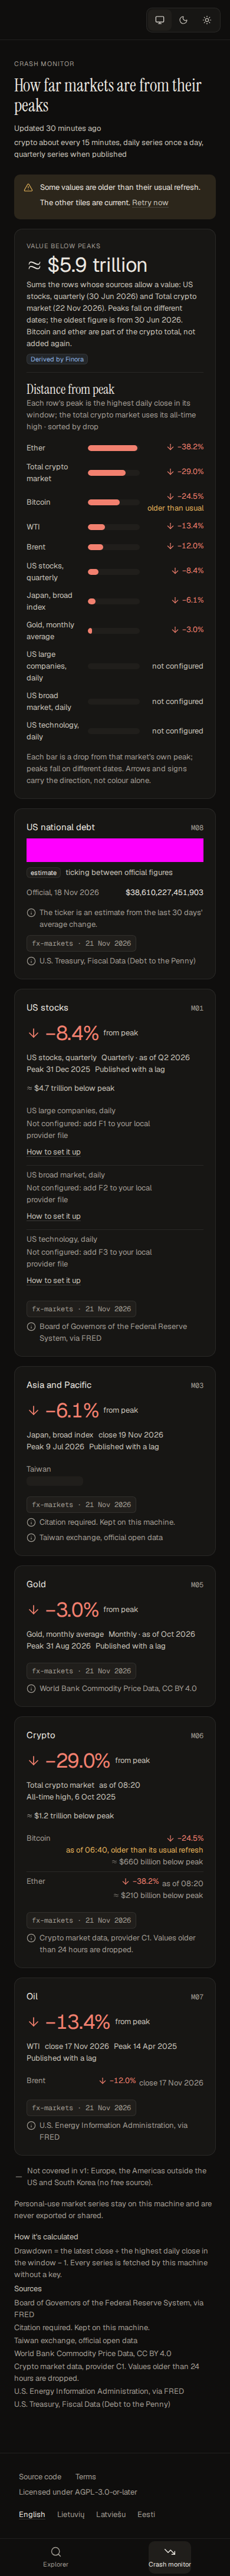 CRASH MONITOR
How far markets are from their
peaks
Updated 30 minutes ago
crypto about every 15 minutes, daily series once a day,
quarterly series when published
Some values are older than their usual refresh.
The other tiles are current. Retry now
VALUE BELOW PEAKS
≈ $5.9 trillion
Sums the rows whose sources allow a value: US
stocks, quarterly (30 Jun 2026) and Total crypto
market (22 Nov 2026). Peaks fall on different
dates; the oldest figure is from 30 Jun 2026.
Bitcoin and ether are part of the crypto total, not
added again.
Derived by Finora
Distance from peak
Each row's peak is the highest daily close in its
window; the total crypto market uses its all-time
high · sorted by drop
Ether ↓ −38.2%
Total crypto
market ↓ −29.0%
Bitcoin ↓ −24.5%
older than usual
WTI ↓ −13.4%
Brent ↓ −12.0%
US stocks,
quarterly ↓ −8.4%
Japan, broad
index ↓ −6.1%
Gold, monthly
average ↓ −3.0%
US large
companies,
daily not configured
US broad
market, daily not configured
US technology,
daily not configured
Each bar is a drop from that market's own peak;
peaks fall on different dates. Arrows and signs
carry the direction, not colour alone.
US national debt M08
estimate ticking between official figures
Official, 18 Nov 2026 $38,610,227,451,903
The ticker is an estimate from the last 30 days'
average change.
fx-markets · 21 Nov 2026
U.S. Treasury, Fiscal Data (Debt to the Penny)
US stocks M01
↓ −8.4% from peak
US stocks, quarterly Quarterly · as of Q2 2026
Peak 31 Dec 2025 Published with a lag
≈ $4.7 trillion below peak
US large companies, daily
Not configured: add F1 to your local
provider file
How to set it up
US broad market, daily
Not configured: add F2 to your local
provider file
How to set it up
US technology, daily
Not configured: add F3 to your local
provider file
How to set it up
fx-markets · 21 Nov 2026
Board of Governors of the Federal Reserve
System, via FRED
Asia and Pacific M03
↓ −6.1% from peak
Japan, broad index close 19 Nov 2026
Peak 9 Jul 2026 Published with a lag
Taiwan
fx-markets · 21 Nov 2026
Citation required. Kept on this machine.
Taiwan exchange, official open data
Gold M05
↓ −3.0% from peak
Gold, monthly average Monthly · as of Oct 2026
Peak 31 Aug 2026 Published with a lag
fx-markets · 21 Nov 2026
World Bank Commodity Price Data, CC BY 4.0
Crypto M06
↓ −29.0% from peak
Total crypto market as of 08:20
All-time high, 6 Oct 2025
≈ $1.2 trillion below peak
Bitcoin ↓ −24.5%
as of 06:40, older than its usual refresh
≈ $660 billion below peak
Ether ↓ −38.2% as of 08:20
≈ $210 billion below peak
fx-markets · 21 Nov 2026
Crypto market data, provider C1. Values older
than 24 hours are dropped.
Oil M07
↓ −13.4% from peak
WTI close 17 Nov 2026 Peak 14 Apr 2025
Published with a lag
Brent ↓ −12.0% close 17 Nov 2026
fx-markets · 21 Nov 2026
U.S. Energy Information Administration, via
FRED
— Not covered in v1: Europe, the Americas outside the
US and South Korea (no free source).
Personal-use market series stay on this machine and are
never exported or shared.
How it's calculated
Drawdown = the latest close ÷ the highest daily close in
the window − 1. Every series is fetched by this machine
without a key.
Sources
Board of Governors of the Federal Reserve System, via
FRED
Citation required. Kept on this machine.
Taiwan exchange, official open data
World Bank Commodity Price Data, CC BY 4.0
Crypto market data, provider C1. Values older than 24
hours are dropped.
U.S. Energy Information Administration, via FRED
U.S. Treasury, Fiscal Data (Debt to the Penny)
Source code Terms
Licensed under AGPL-3.0-or-later
English Lietuvių Latviešu Eesti
Explorer Crash monitor